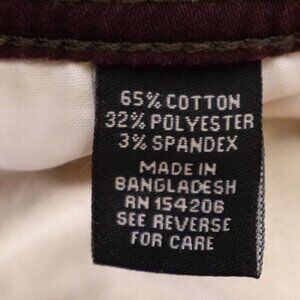 65% COTTON
32% POLYESTER
3% SPANDEX
MADE IN
BANGLADESH
RN 154206
SEE REVERSE
FOR CARE